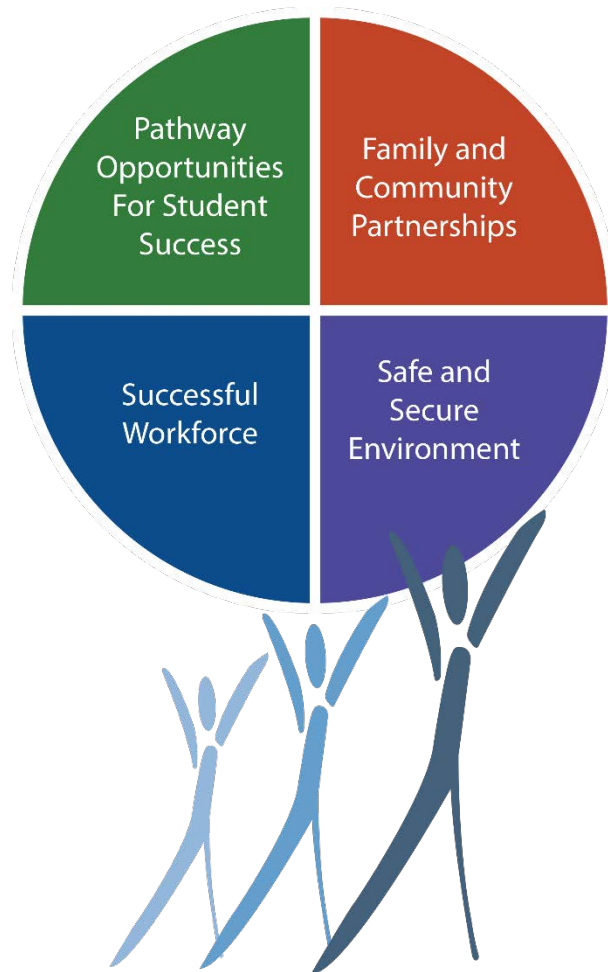 Pathway
Opportunities
For Student
Success
Family and
Community
Partnerships
Successful
Workforce
Safe and
Secure
Environment